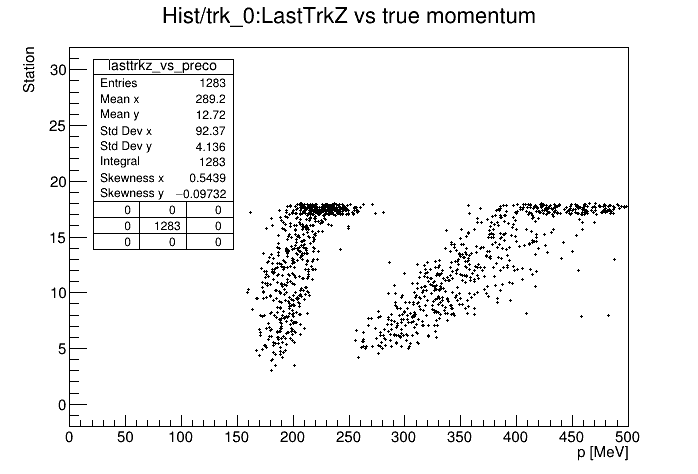 Hist/trk_0:LastTrkZ vs true momentum
Station
lasttrkz_vs_preco
Entries 1283
Mean x 289.2
Mean y 12.72
Std Dev x 92.37
Std Dev y 4.136
Integral 1283
Skewness x 0.5439
Skewness y −0.09732
0 0 0
0 1283 0
0 0 0
30
25
20
15
10
5
0
0 50 100 150 200 250 300 350 400 450 500
p [MeV]